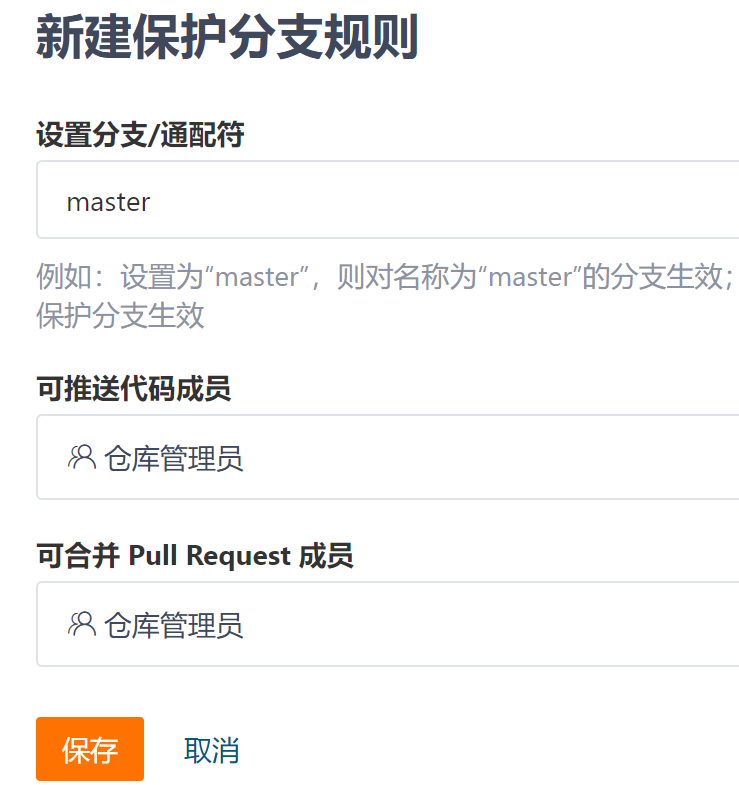 新建保护分支规则
设置分支/通配符
master
例如：设置为“master”，则对名称为“master”的分支生效；
保护分支生效
可推送代码成员
仓库管理员
可合并 Pull Request 成员
仓库管理员
保存 取消